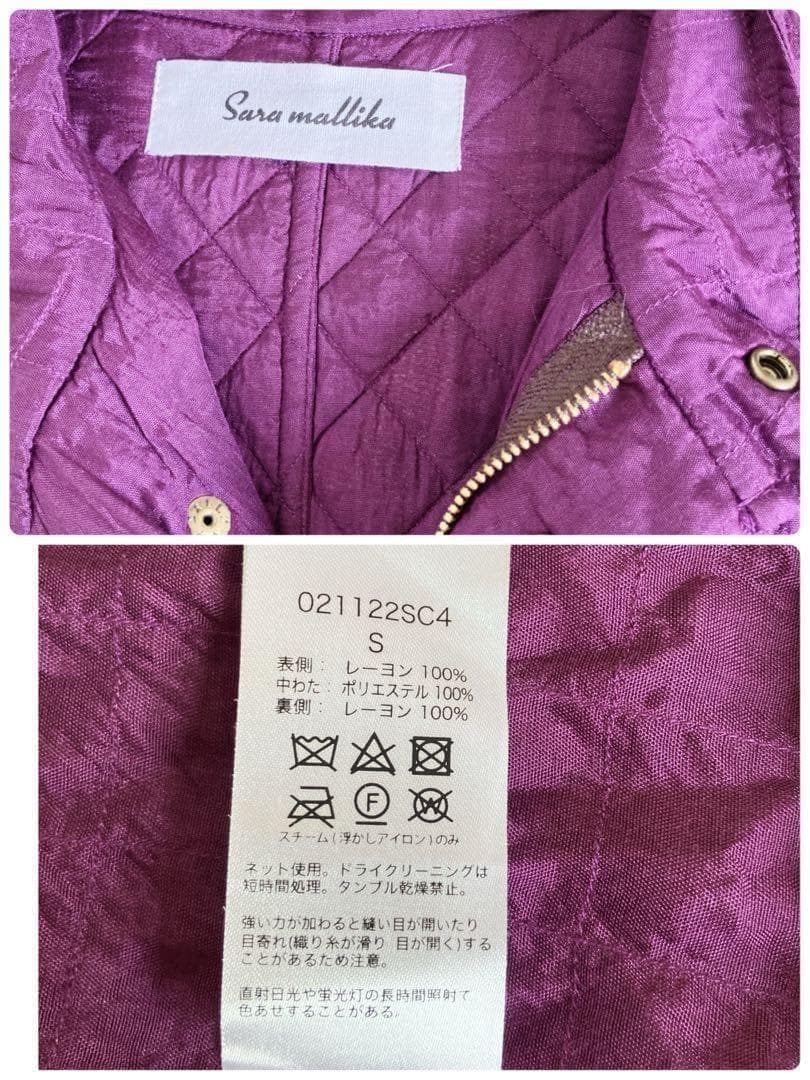 Sara mallika
021122SC4
S
表側： レーヨン 100%
中わた： ポリエステル 100%
裏側： レーヨン 100%
F
W
スチーム(浮かしアイロン)のみ
ネット使用。ドライクリーニングは
短時間処理。タンブル乾燥禁止。
強い力が加わると縫い目が開いたり
目寄れ(織り糸が滑り 目が開く)する
ことがあるため注意。
直射日光や蛍光灯の長時間照射て
色あせすることがある。